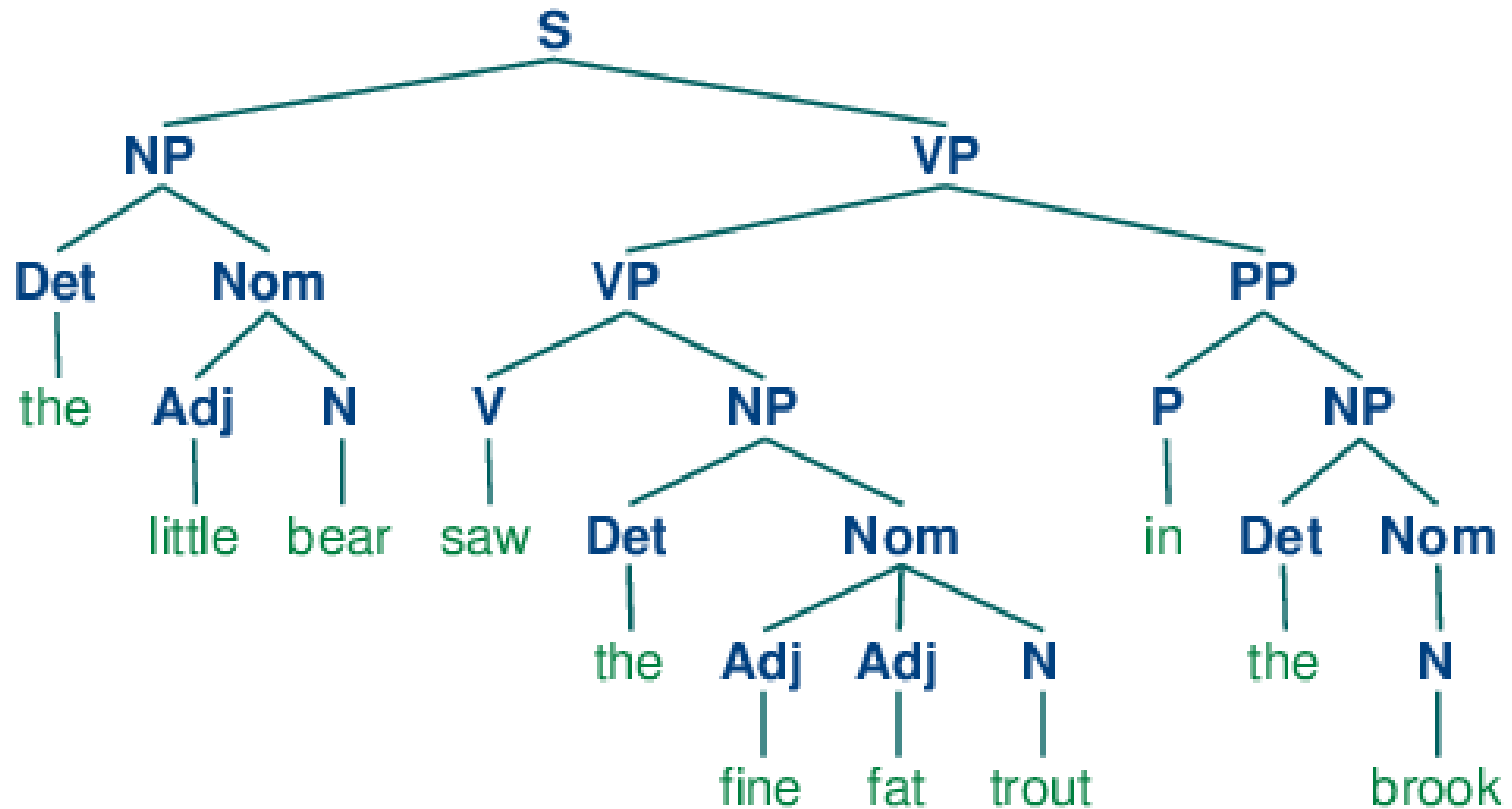 S
NP VP
Det Nom VP PP
the Adj N V NP P NP
little bear saw Det Nom in Det Nom
the Adj Adj N the N
fine fat trout brook